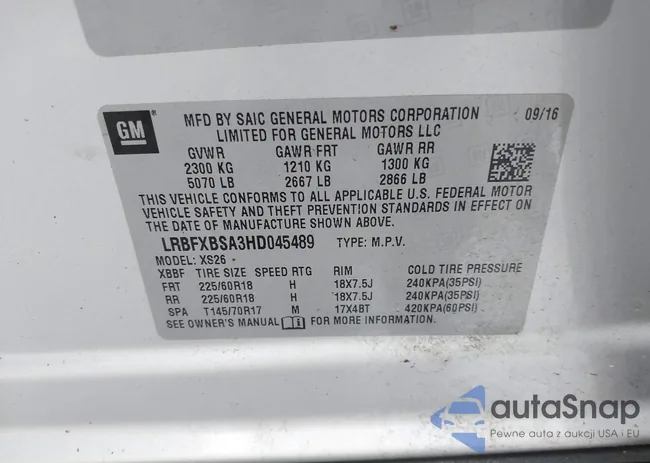 GM
MFD BY SAIC GENERAL MOTORS CORPORATION 09/16
LIMITED FOR GENERAL MOTORS LLC
GVWR GAWR FRT GAWR RR
2300 KG 1210 KG 1300 KG
5070 LB 2667 LB 2866 LB
THIS VEHICLE CONFORMS TO ALL APPLICABLE U.S. FEDERAL MOTOR
VEHICLE SAFETY AND THEFT PREVENTION STANDARDS IN EFFECT ON
THE DATE OF MANUFACTURE SHOWN ABOVE.
LRBFXBSA3HD045489 TYPE: M.P.V.
MODEL: XS26
XBBF TIRE SIZE SPEED RTG RIM COLD TIRE PRESSURE
FRT 225/60R18 H 18X7.5J 240KPA(35PSI)
RR 225/60R18 H 18X7.5J 240KPA(35PSI)
SPA T145/70R17 M 17X4BT 420KPA(60PSI)
SEE OWNER'S MANUAL FOR MORE INFORMATION.
autoSnap
Pewne auta z aukcji USA i EU